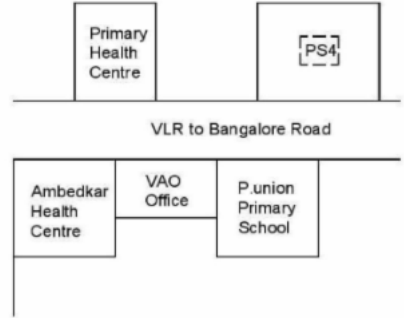 Primary
Health
Centre
PS4
VLR to Bangalore Road
Ambedkar
Health
Centre
VAO
Office
P.union
Primary
School